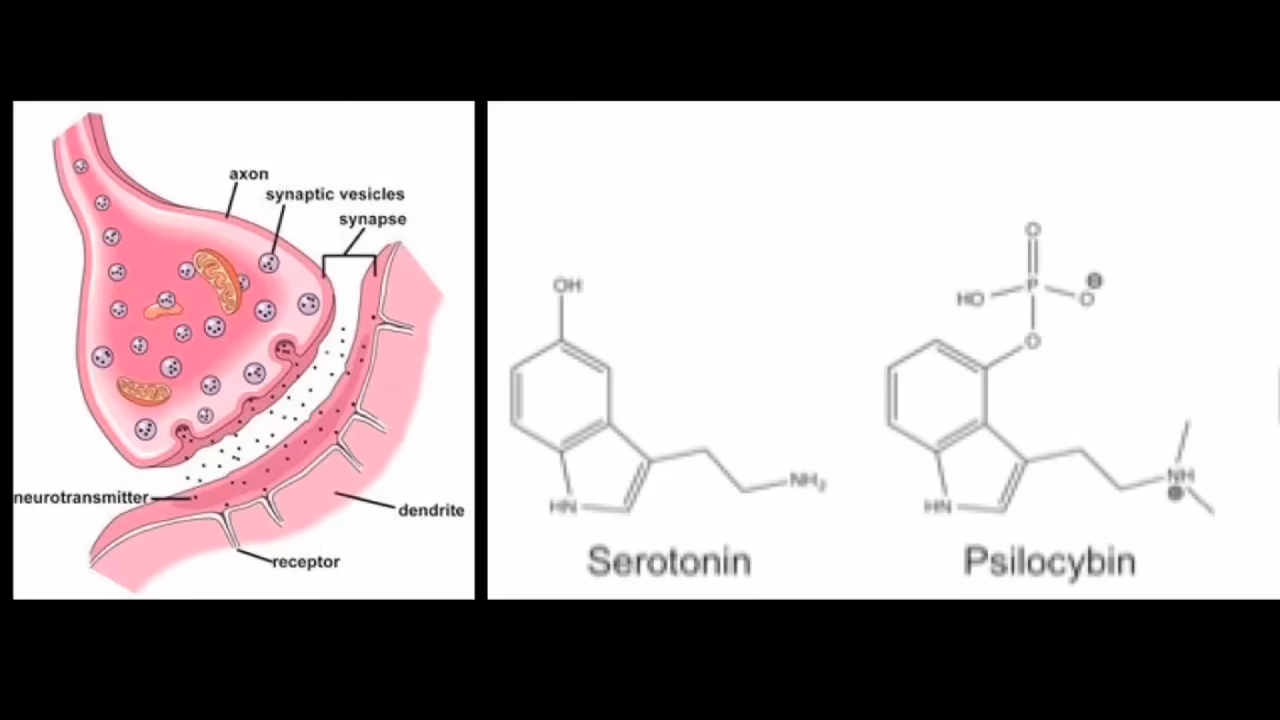 axon
synaptic vesicles
synapse
neurotransmitter
dendrite
receptor
OH
HN
NH₂
Serotonin
O
HO
P
O
⊖
O
HN
NH
⊕
Psilocybin